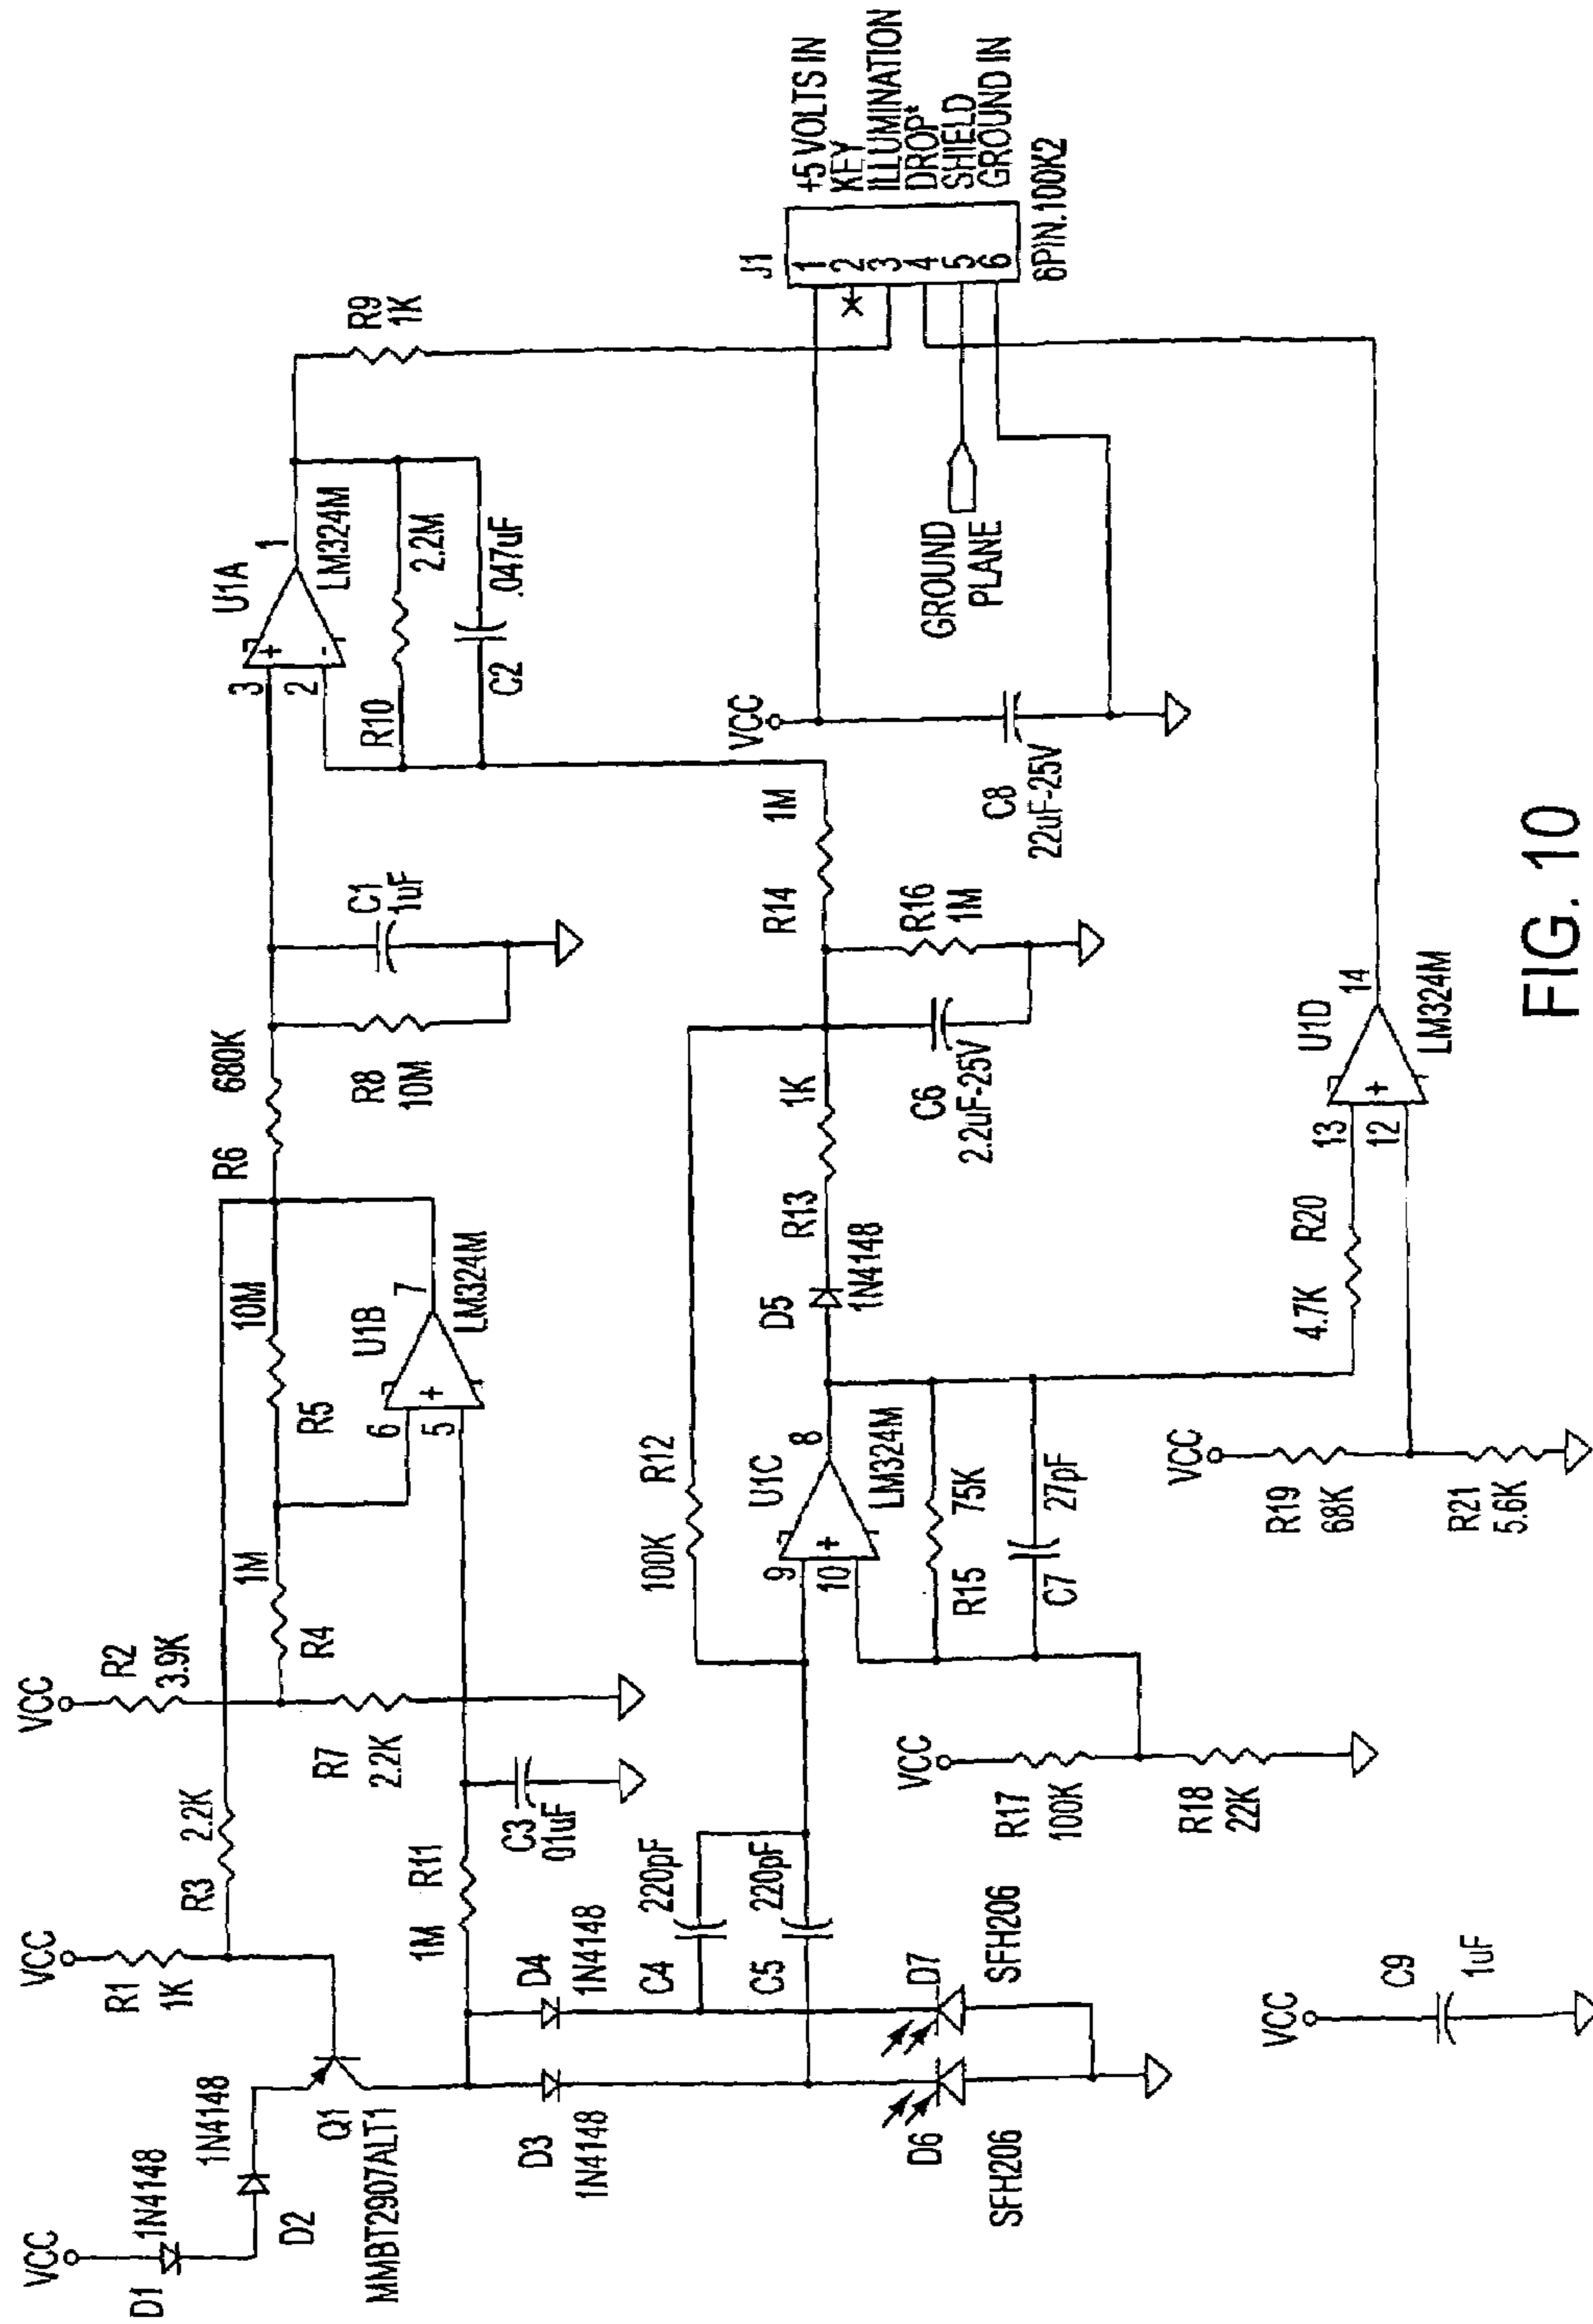 VCC
D1
1N4148
D2
1N4148
VCC
R1
1K
R3
2.2K
Q1
MMBT2907ALT1
VCC
R2
3.9K
R4
1M
R5
10M
R7
2.2K
1M
R11
C3
01uF
6
5
+
U1B
7
LM324M
R6
680K
R8
10M
C1
1uF
3
2
+
-
U1A
1
LM324M
R10
2.2M
C2
.047uF
R9
1K
D3
1N4148
D4
1N4148
C4
220pF
C5
220pF
D6
SFH206
D7
SFH206
100K
R12
9
10
+
U1C
8
LM324M
R15
75K
C7
27pF
VCC
R17
100K
R18
22K
D5
1N4148
R13
1K
C6
2.2uF-25V
R14
1M
R16
1M
VCC
C8
22uF-25V
GROUND
PLANE
J1
1
2
3
4
5
6
+5 VOLTS IN
KEY
ILLUMINATION
DROP*
SHIELD
GROUND IN
6PIN.100K2
VCC
C9
1uF
VCC
R19
68K
R21
5.6K
4.7K
R20
13
12
+
U1D
14
LM324M
FIG. 10